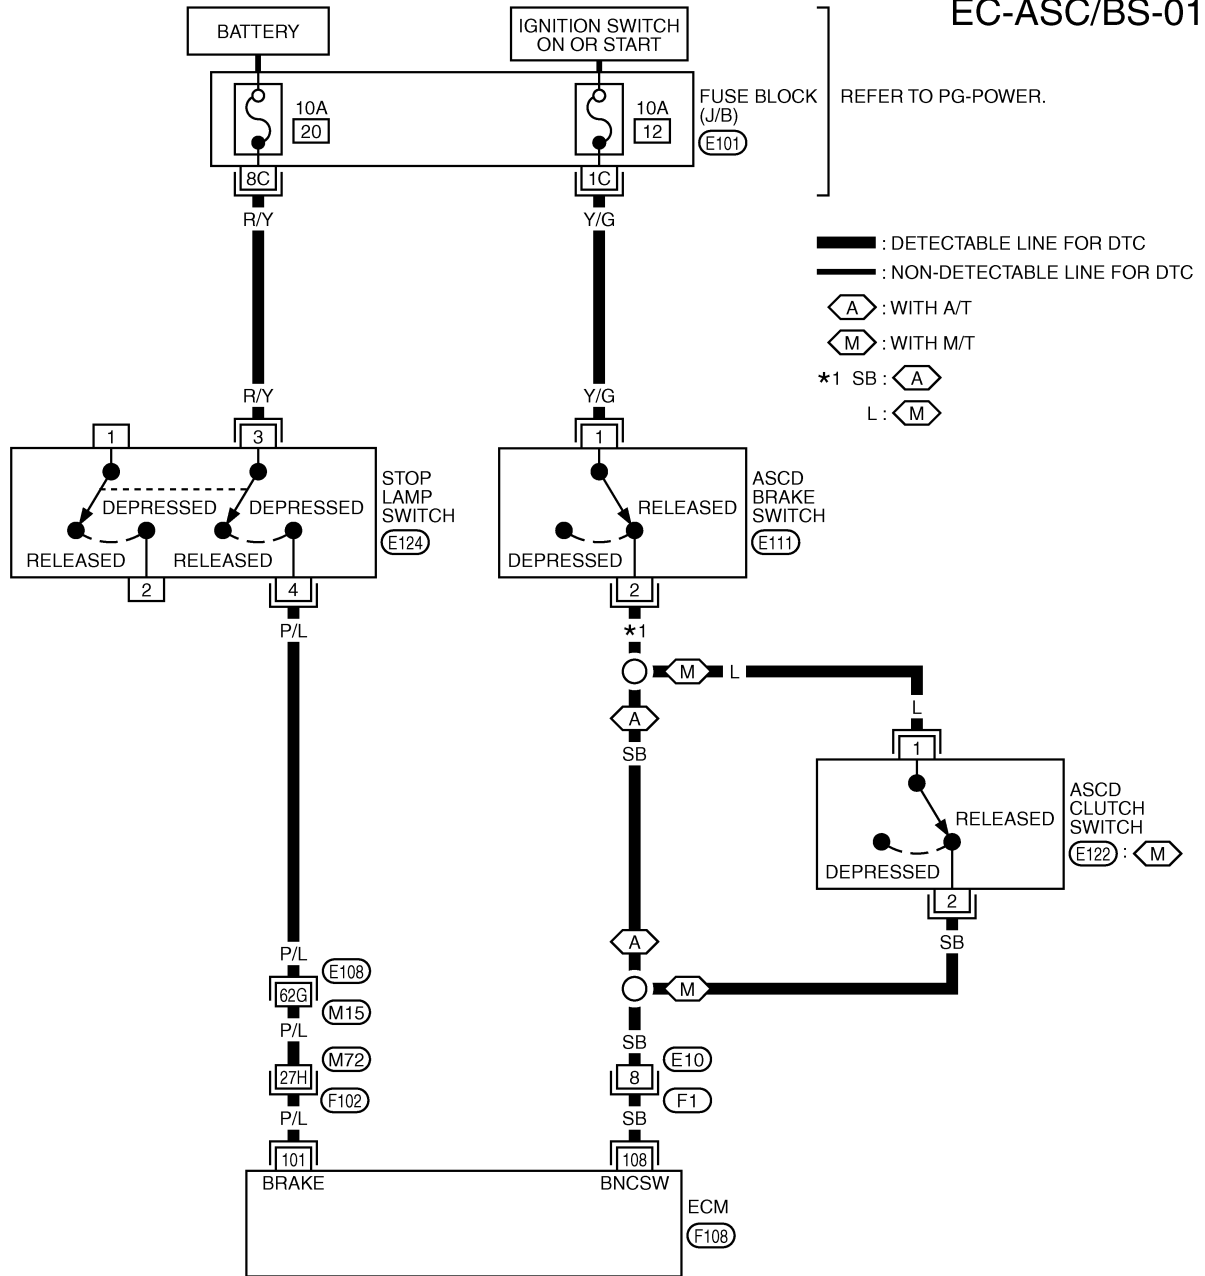 EC-ASC/BS-01
BATTERY
IGNITION SWITCH
ON OR START
10A
20
10A
12
FUSE BLOCK
(J/B)
E101
REFER TO PG-POWER.
8C
1C
R/Y
Y/G
: DETECTABLE LINE FOR DTC
: NON-DETECTABLE LINE FOR DTC
A : WITH A/T
M : WITH M/T
*1 SB : A
L : M
R/Y
Y/G
1
3
1
DEPRESSED
DEPRESSED
RELEASED
RELEASED
STOP
LAMP
SWITCH
E124
RELEASED
DEPRESSED
ASCD
BRAKE
SWITCH
E111
2
4
2
P/L
*1
M
L
A
L
SB
1
RELEASED
DEPRESSED
ASCD
CLUTCH
SWITCH
E122 : M
2
SB
A
M
P/L
E108
62G
M15
P/L
M72
27H
F102
P/L
SB
E10
8
F1
SB
101
108
BRAKE
BNCSW
ECM
F108